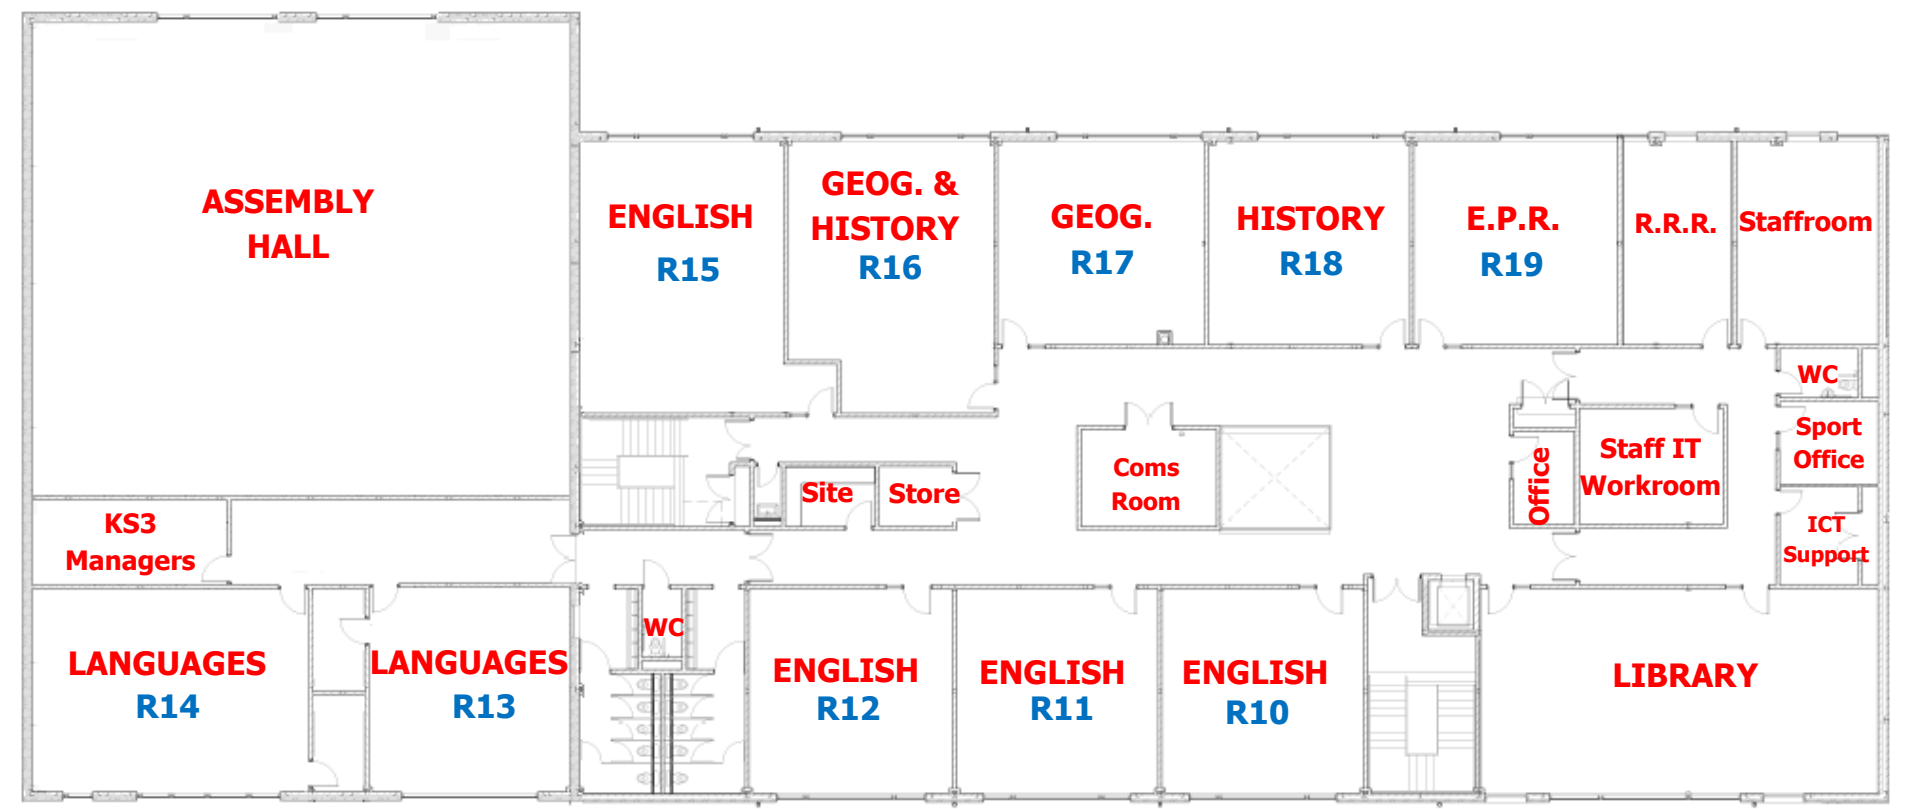 ASSEMBLY
HALL
ENGLISH
R15
GEOG. &
HISTORY
R16
GEOG.
R17
HISTORY
R18
E.P.R.
R19
R.R.R.
Staffroom
WC
Sport
Office
Staff IT
Workroom
Office
Coms
Room
Site
Store
ICT
Support
KS3
Managers
LANGUAGES
R14
LANGUAGES
R13
WC
ENGLISH
R12
ENGLISH
R11
ENGLISH
R10
LIBRARY